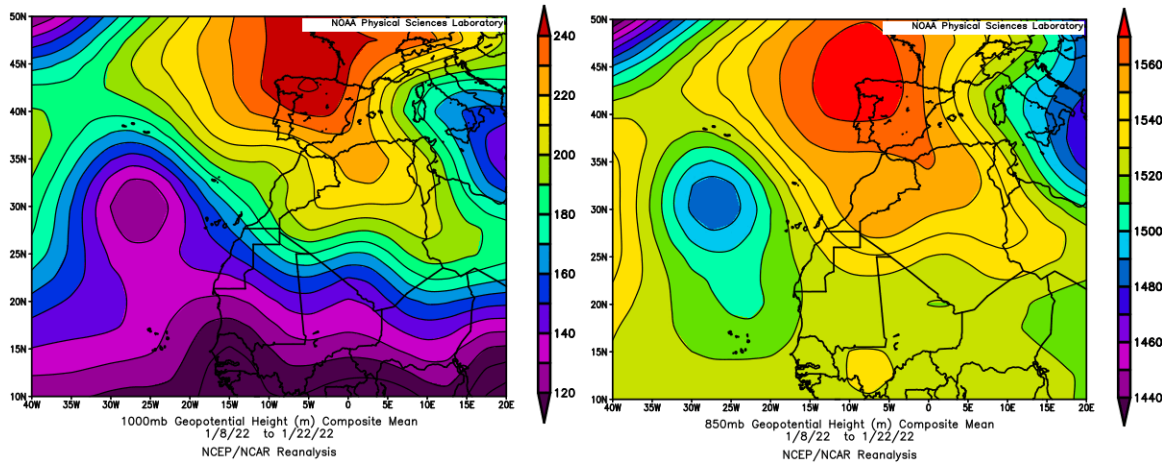 NOAA Physical Sciences Laboratory
50N
45N
40N
35N
30N
25N
20N
15N
10N
40W 35W 30W 25W 20W 15W 10W 5W 0 5E 10E 15E 20E
240
220
200
180
160
140
120
1000mb Geopotential Height (m) Composite Mean
1/8/22 to 1/22/22
NCEP/NCAR Reanalysis
NOAA Physical Sciences Laboratory
50N
45N
40N
35N
30N
25N
20N
15N
10N
40W 35W 30W 25W 20W 15W 10W 5W 0 5E 10E 15E 20E
1560
1540
1520
1500
1480
1460
1440
850mb Geopotential Height (m) Composite Mean
1/8/22 to 1/22/22
NCEP/NCAR Reanalysis